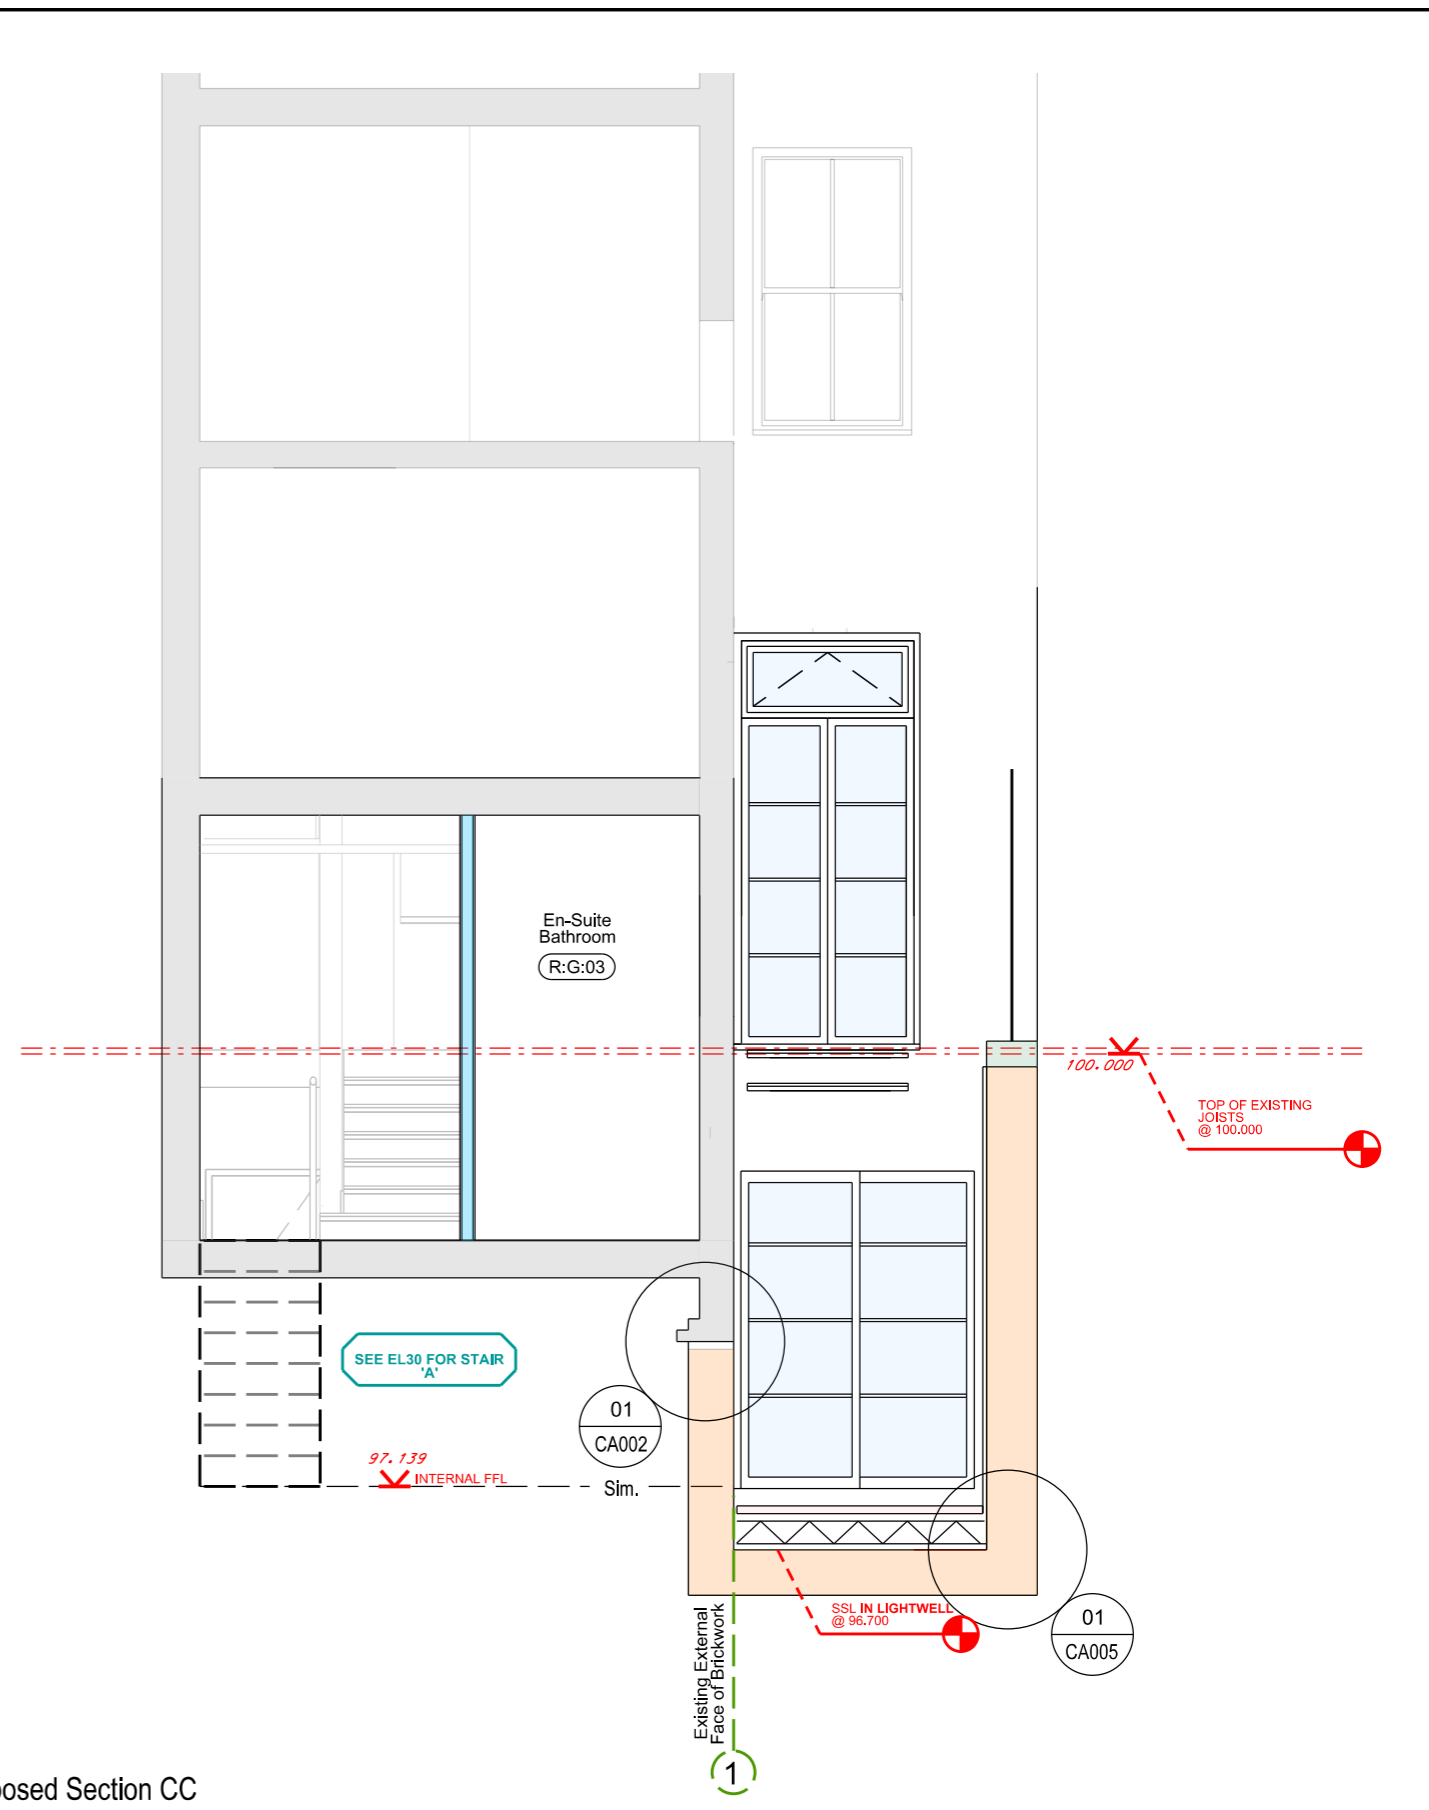 En-Suite
Bathroom
R:G:03
100.000
TOP OF EXISTING
JOISTS
@ 100.000
SEE EL30 FOR STAIR
'A'
01
CA002
97.139
INTERNAL FFL
Sim.
SSL IN LIGHTWELL
@ 96.700
01
CA005
Existing External
Face of Brickwork
1
posed Section CC